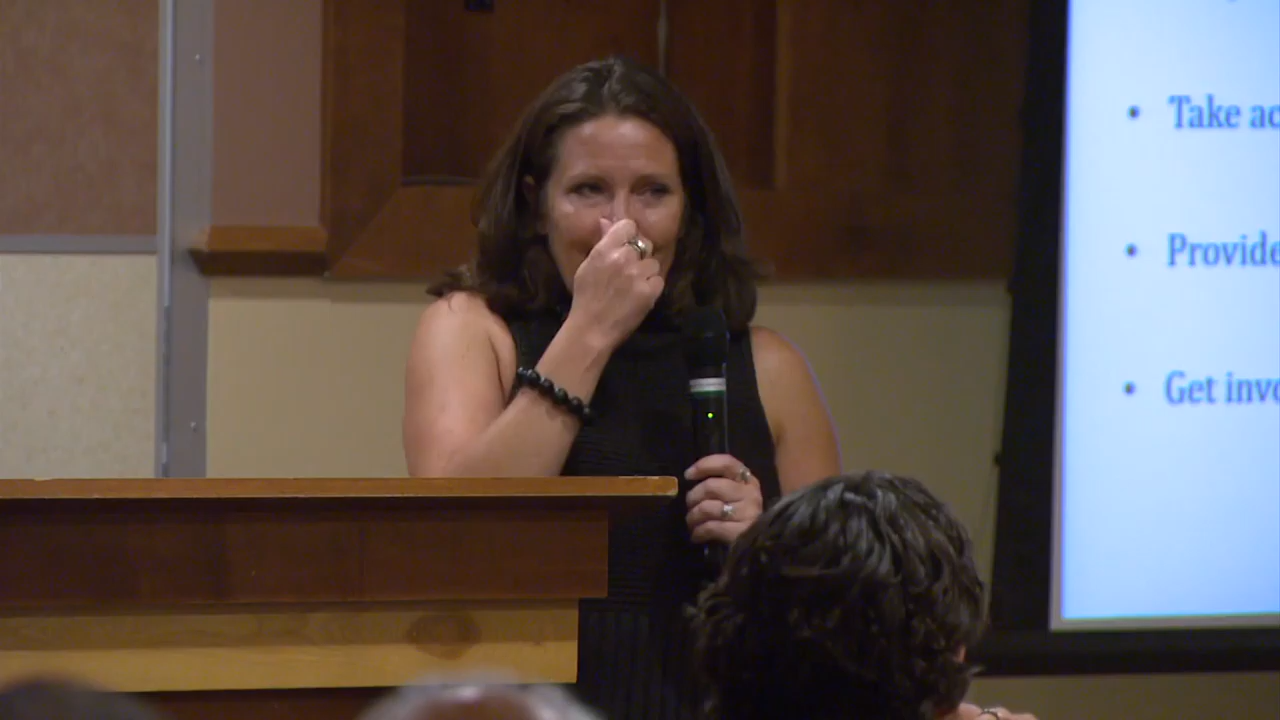 • Take ac
• Provide
• Get invo